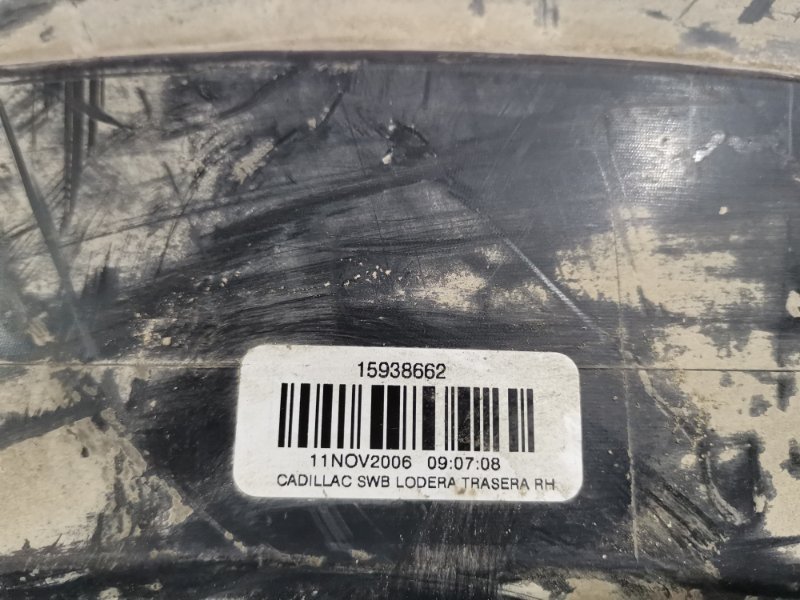 15938662
11NOV2006 09:07:08
CADILLAC SWB LODERA TRASERA RH